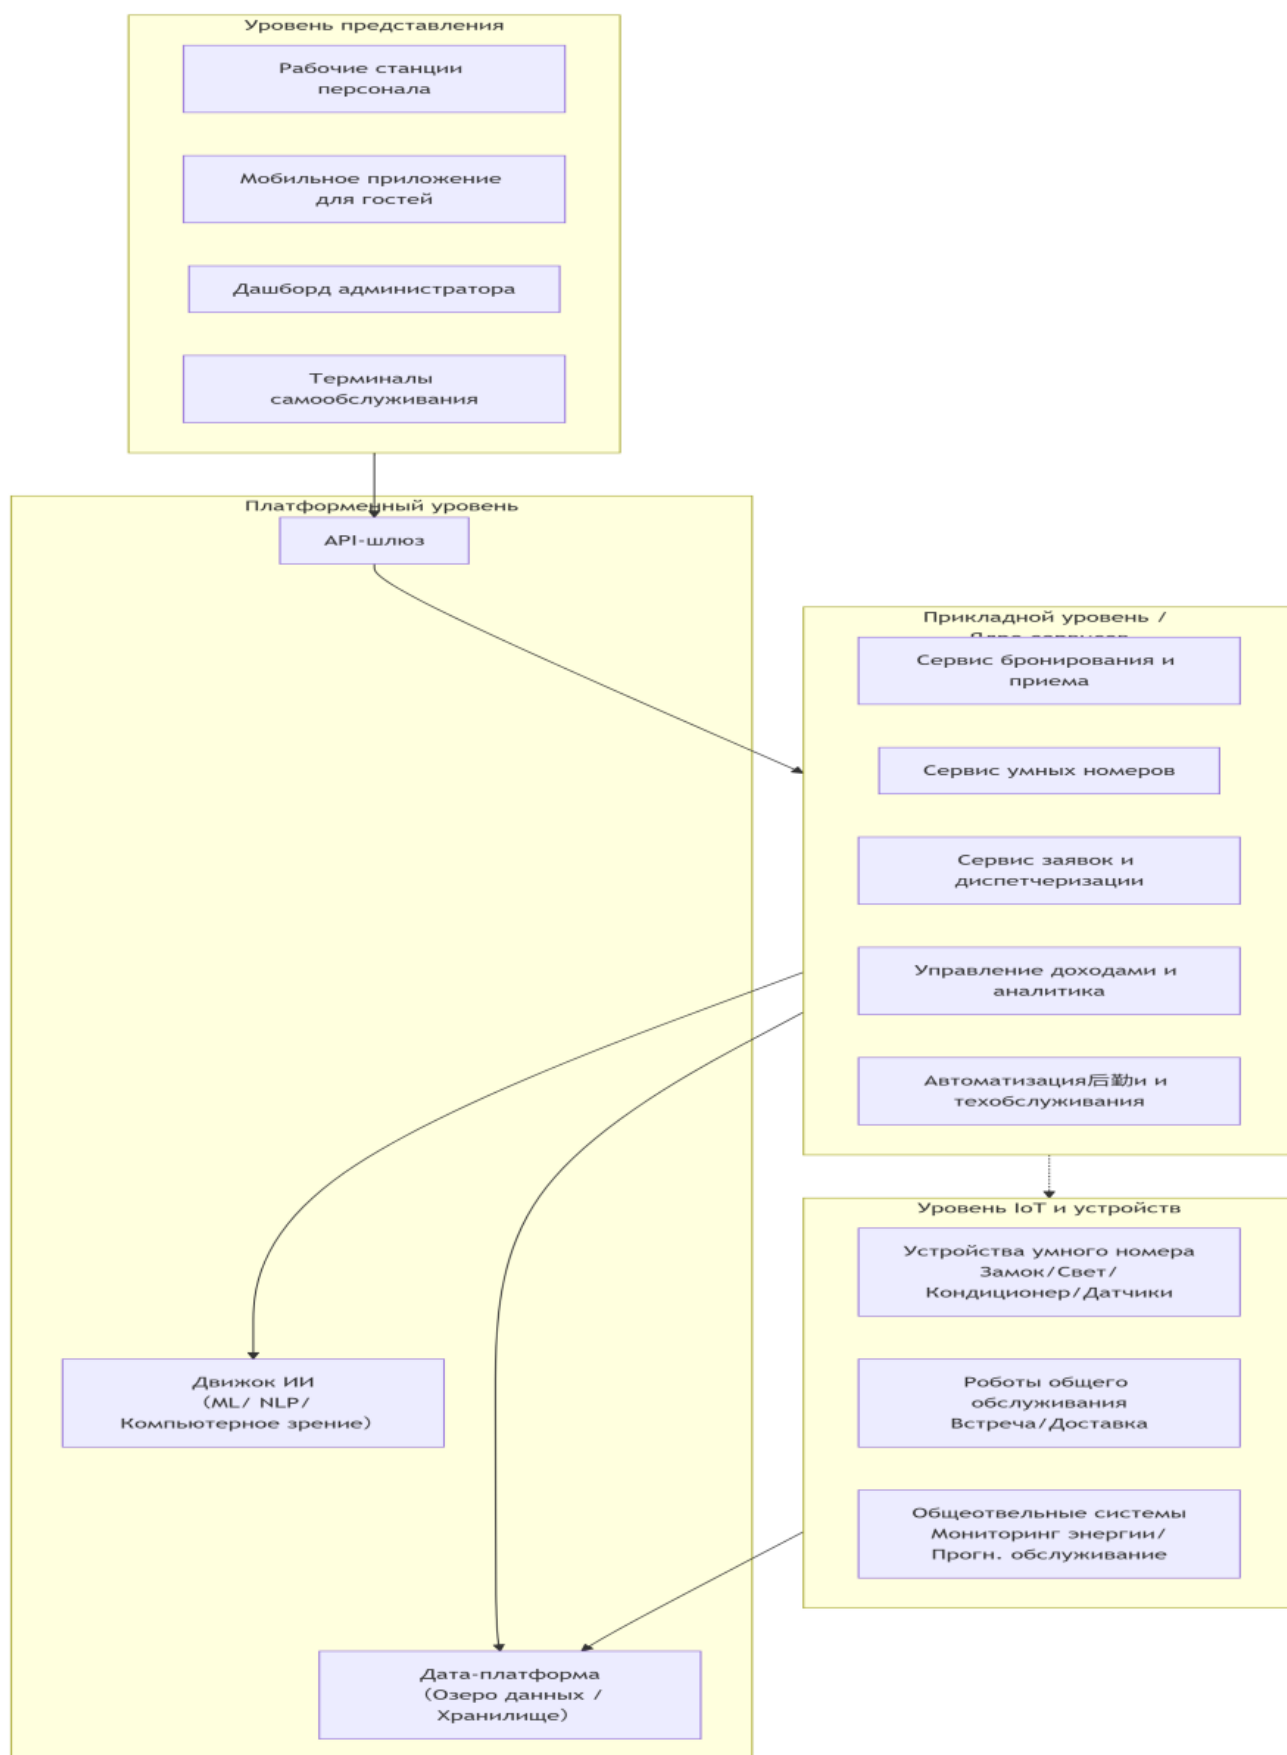 Уровень представления
Рабочие станции
персонала
Мобильное приложение
для гостей
Дашборд администратора
Терминалы
самообслуживания
Платформенный уровень
API-шлюз
Прикладной уровень /
Ядро сервисов
Сервис бронирования и
приема
Сервис умных номеров
Сервис заявок и
диспетчеризации
Управление доходами и
аналитика
Автоматизация后勤и и
техобслуживания
Уровень IoT и устройств
Устройства умного номера
Замок/Свет/
Кондиционер/Датчики
Роботы общего
обслуживания
Встреча/Доставка
Общеотвельные системы
Мониторинг энергии/
Прогн. обслуживание
Движок ИИ
(ML/ NLP/
Компьютерное зрение)
Дата-платформа
(Озеро данных /
Хранилище)